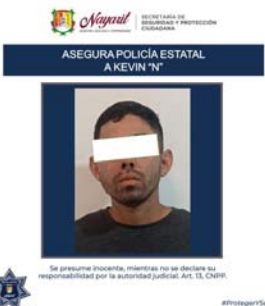 Nayarit
SECRETARÍA DE
SEGURIDAD Y PROTECCIÓN
CIUDADANA
ASEGURA POLICÍA ESTATAL
A KEVIN "N"
Se presume inocente, mientras no se declare su
responsabilidad por la autoridad judicial. Art. 13, CNPP.